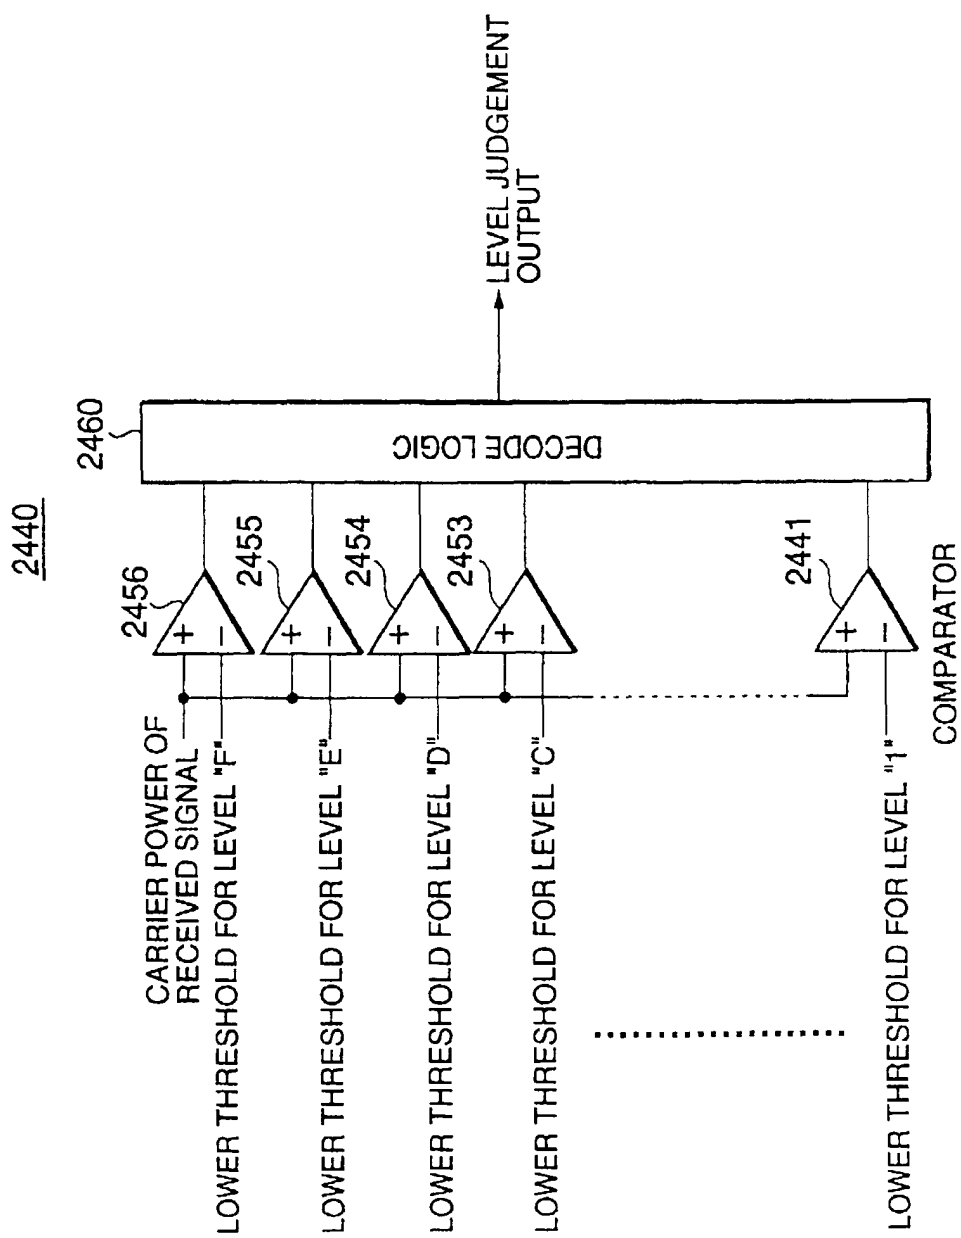 2440
CARRIER POWER OF
RECEIVED SIGNAL
LOWER THRESHOLD FOR LEVEL "F"
LOWER THRESHOLD FOR LEVEL "E"
LOWER THRESHOLD FOR LEVEL "D"
LOWER THRESHOLD FOR LEVEL "C"
LOWER THRESHOLD FOR LEVEL "1"
2456
+
−
2455
+
−
2454
+
−
2453
+
−
2441
+
−
COMPARATOR
2460
DECODE LOGIC
LEVEL JUDGEMENT
OUTPUT